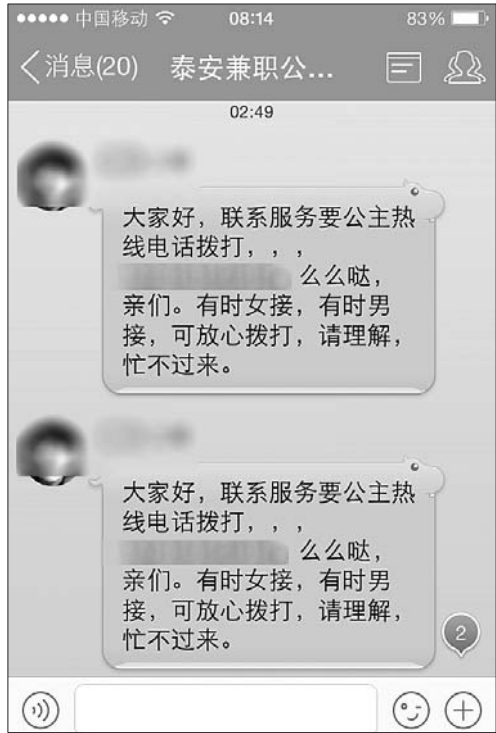 中国移动 08:14 83%
消息(20) 泰安兼职公...
02:49
大家好，联系服务要公主热
线电话拨打，，，
么么哒，
亲们。有时女接，有时男
接，可放心拨打，请理解，
忙不过来。
大家好，联系服务要公主热
线电话拨打，，，
么么哒，
亲们。有时女接，有时男
接，可放心拨打，请理解，
忙不过来。
2